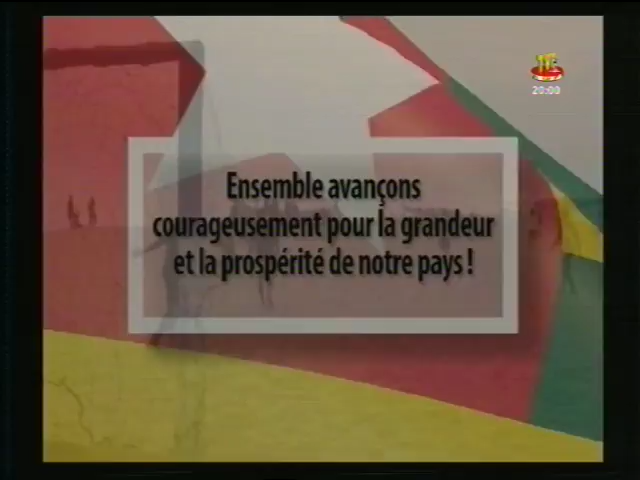 20:00
Ensemble avançons
courageusement pour la grandeur
et la prospérité de notre pays !